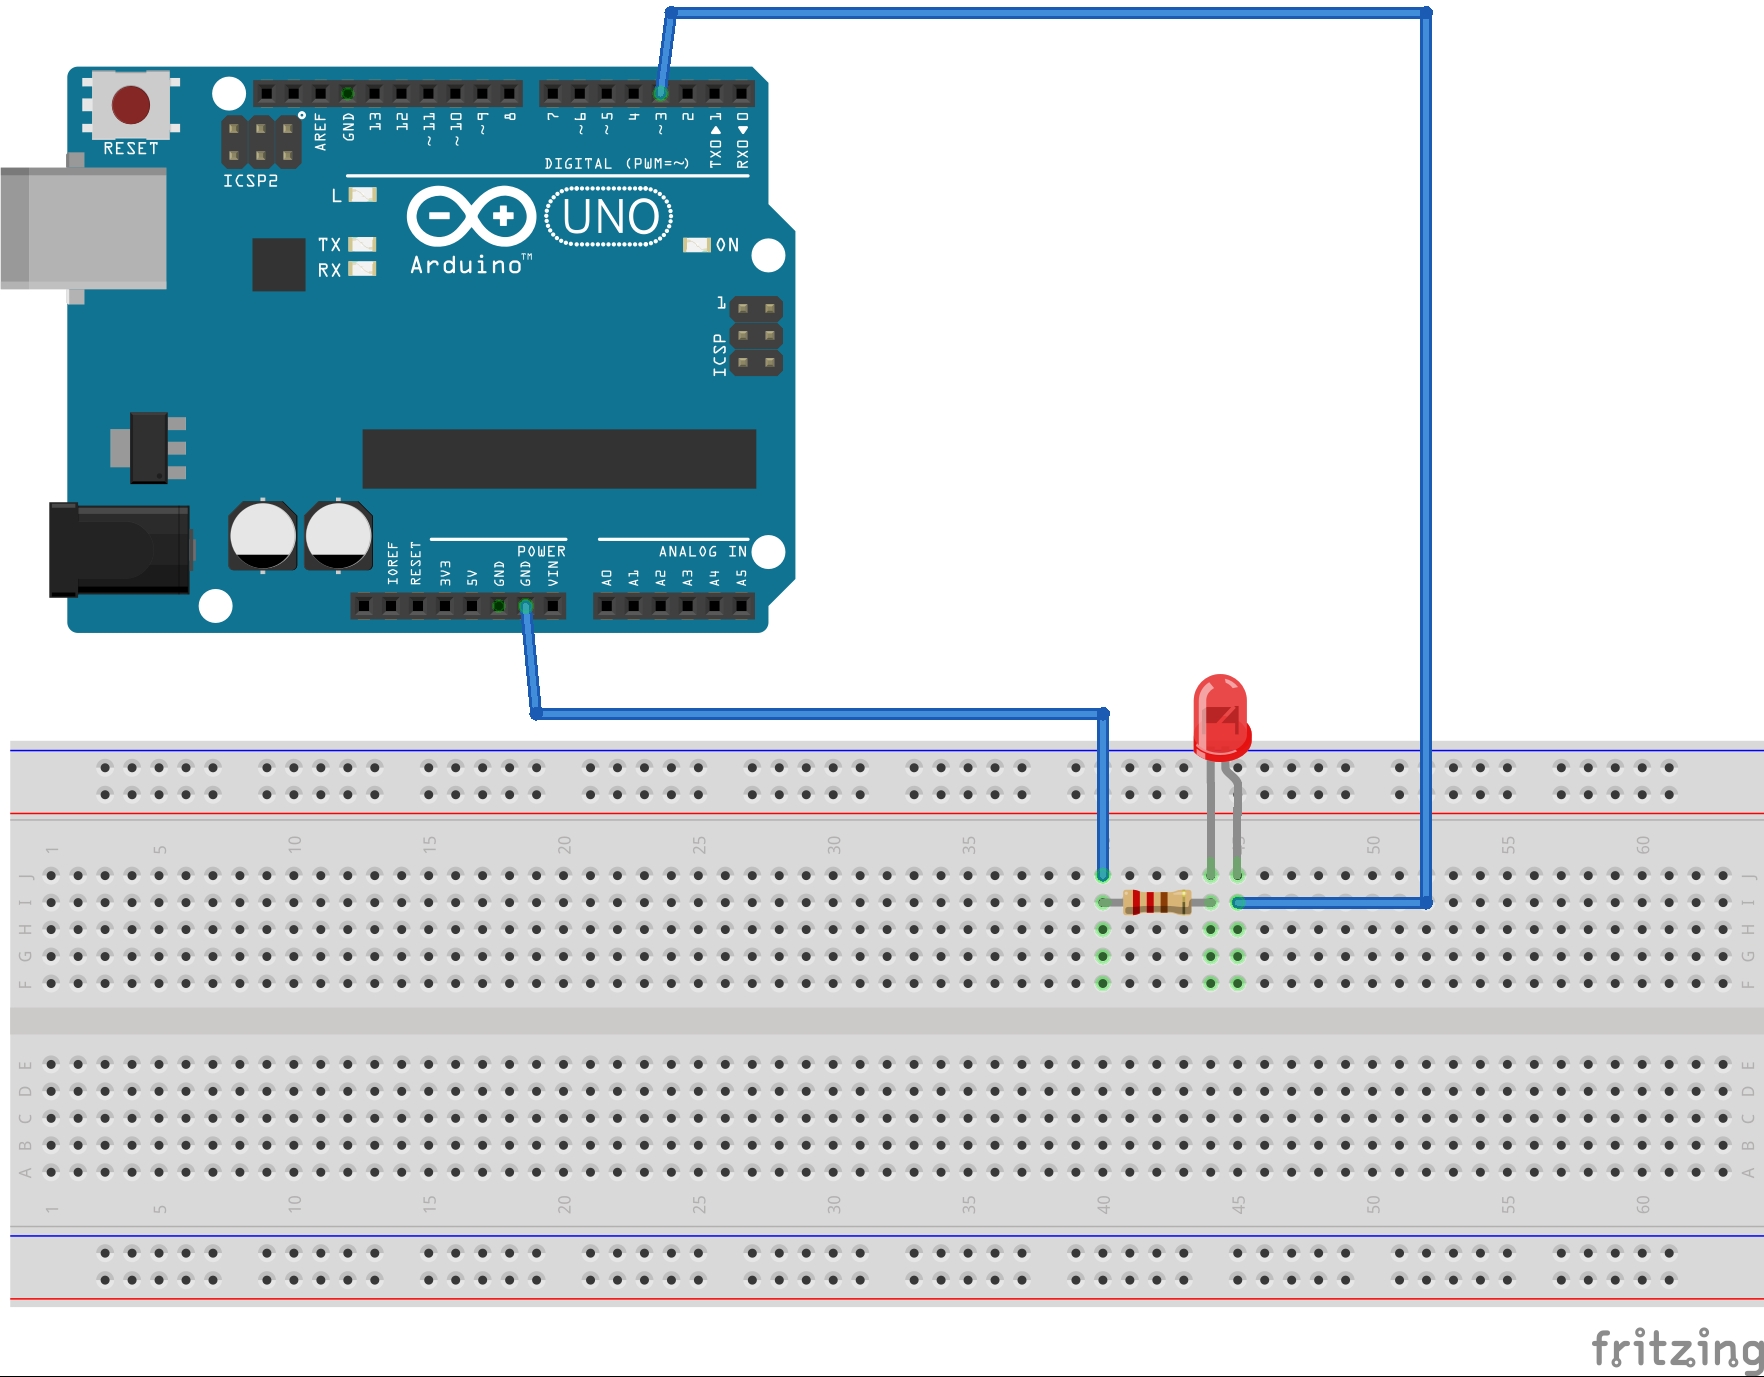 RESET
ICSP2
AREF
GND
13
12
~11
~10
~9
8
7
~6
~5
4
~3
2
TXO▲1
RXO▼0
DIGITAL (PWM=~)
L
TX
RX
UNO
Arduino™
ON
1
ICSP
IOREF
RESET
3V3
5V
GND
GND
VIN
POWER
ANALOG IN
A0
A1
A2
A3
A4
A5
1 5 10 15 20 25 30 35 50 55 60
J J
I I
H H
G G
F F
E E
D D
C C
B B
A A
1 5 10 15 20 25 30 35 40 45 50 55 60
fritzing